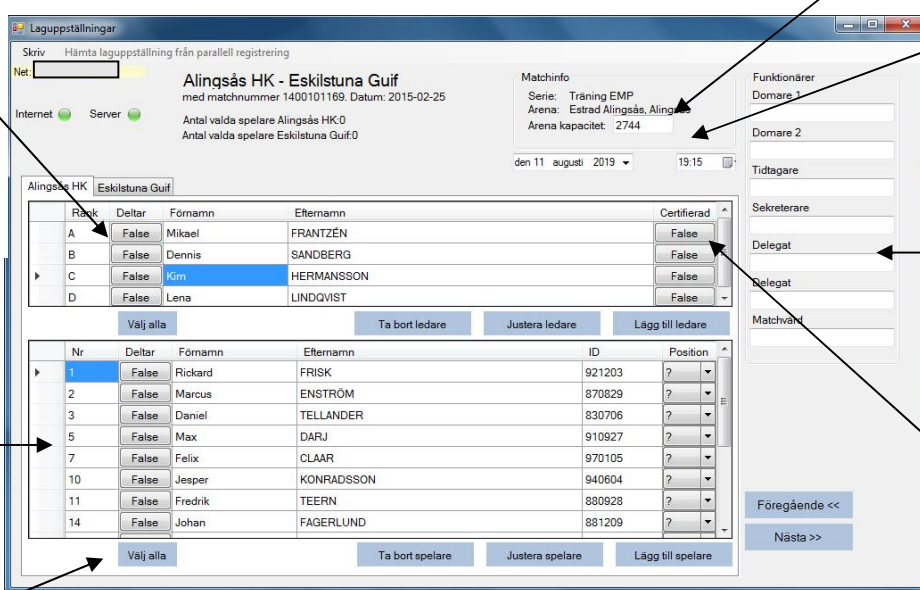 Laguppställningar
Skriv Hämta laguppställning från parallell registrering
Net:
Internet Server
Alingsås HK - Eskilstuna Guif
med matchnummer 1400101169. Datum: 2015-02-25
Antal valda spelare Alingsås HK:0
Antal valda spelare Eskilstuna Guif:0
Matchinfo
Serie: Träning EMP
Arena: Estrad Alingsås, Alingsås
Arena kapacitet: 2744
den 11 augusti 2019 19:15
Funktionärer
Domare 1
Domare 2
Tidtagare
Sekreterare
Delegat
Delegat
Matchvärd
Alingsås HK Eskilstuna Guif
Rank Deltar Förnamn Efternamn Certifierad
A False Mikael FRANTZÉN False
B False Dennis SANDBERG False
C False Kim HERMANSSON False
D False Lena LINDQVIST False
Välj alla Ta bort ledare Justera ledare Lägg till ledare
Nr Deltar Förnamn Efternamn ID Position
1 False Rickard FRISK 921203 ?
2 False Marcus ENSTRÖM 870829 ?
3 False Daniel TELLANDER 830706 ?
5 False Max DARJ 910927 ?
7 False Felix CLAAR 970105 ?
10 False Jesper KONRADSSON 940604 ?
11 False Fredrik TEERN 880928 ?
14 False Johan FAGERLUND 881209 ?
Välj alla Ta bort spelare Justera spelare Lägg till spelare
Föregående <<
Nästa >>